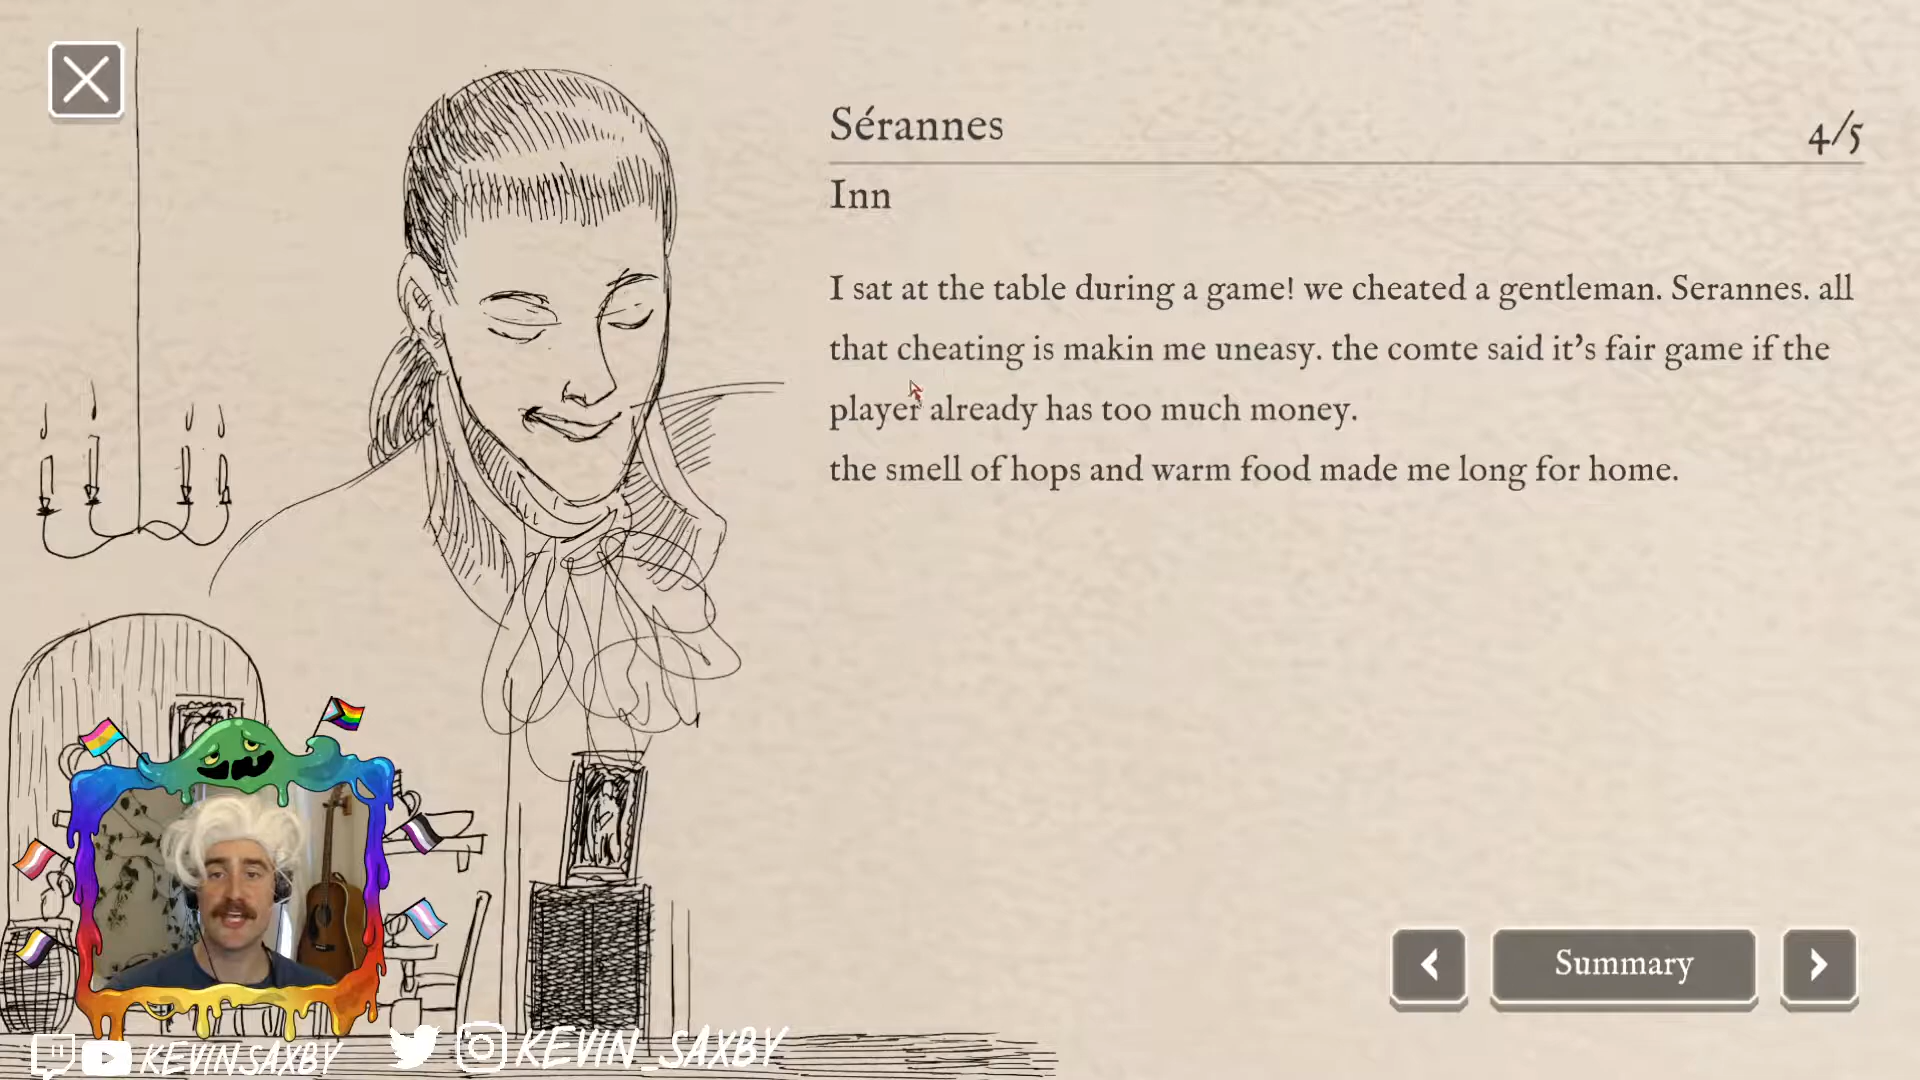 Sérannes
4/5
Inn
I sat at the table during a game! we cheated a gentleman. Serannes. all
that cheating is makin me uneasy. the comte said it's fair game if the
player already has too much money.
the smell of hops and warm food made me long for home.
Summary
KEVINSAXBY
KEVIN_SAXBY